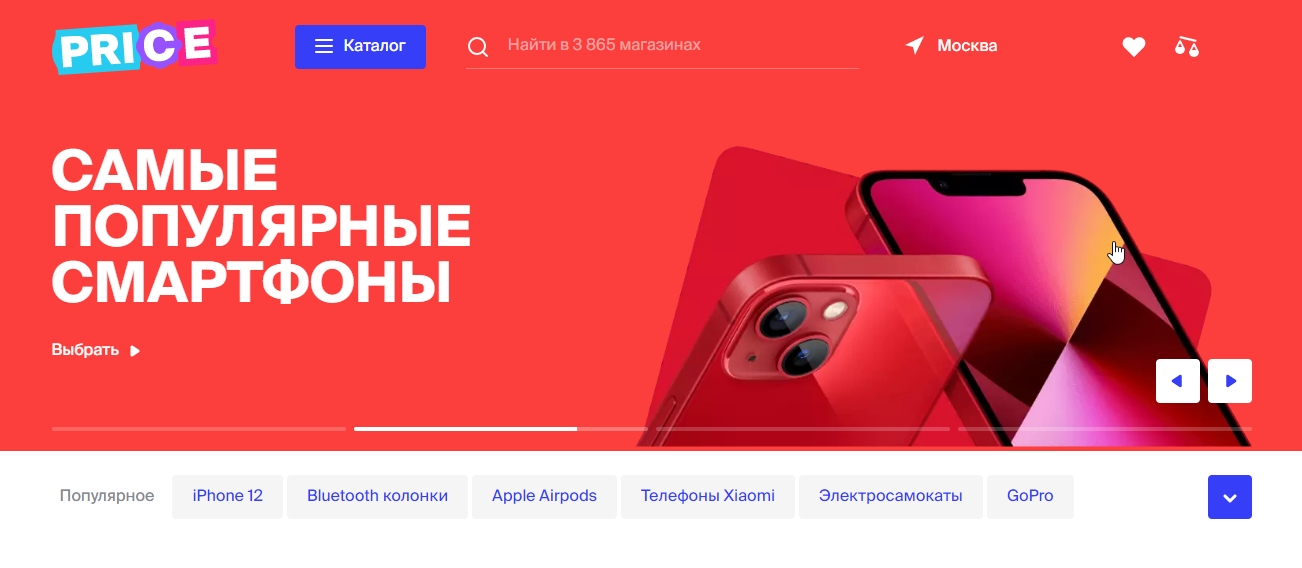 PRICE
Каталог
Найти в 3 865 магазинах
Москва
САМЫЕ
ПОПУЛЯРНЫЕ
СМАРТФОНЫ
Выбрать
Популярное
iPhone 12
Bluetooth колонки
Apple Airpods
Телефоны Xiaomi
Электросамокаты
GoPro